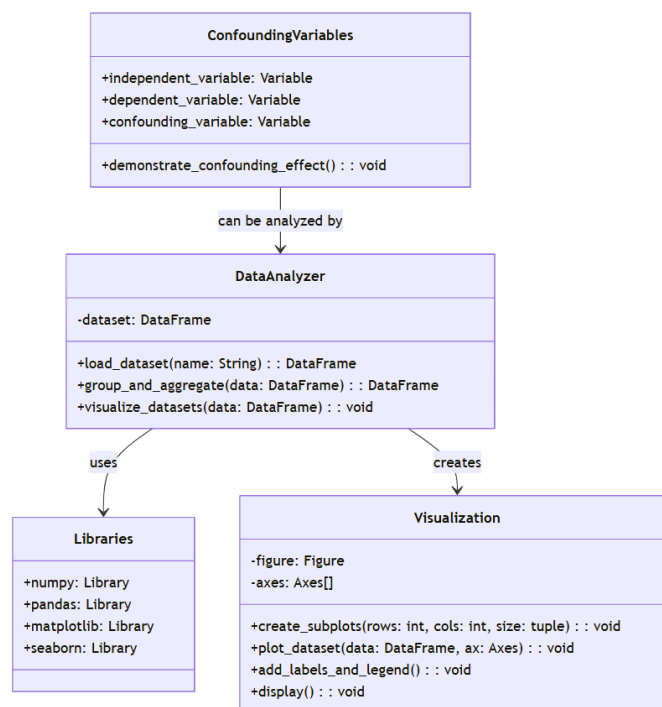 ConfoundingVariables
+independent_variable: Variable
+dependent_variable: Variable
+confounding_variable: Variable
+demonstrate_confounding_effect() : : void
can be analyzed by
DataAnalyzer
-dataset: DataFrame
+load_dataset(name: String) : : DataFrame
+group_and_aggregate(data: DataFrame) : : DataFrame
+visualize_datasets(data: DataFrame) : : void
uses
creates
Libraries
+numpy: Library
+pandas: Library
+matplotlib: Library
+seaborn: Library
Visualization
-figure: Figure
-axes: Axes[]
+create_subplots(rows: int, cols: int, size: tuple) : : void
+plot_dataset(data: DataFrame, ax: Axes) : : void
+add_labels_and_legend() : : void
+display() : : void